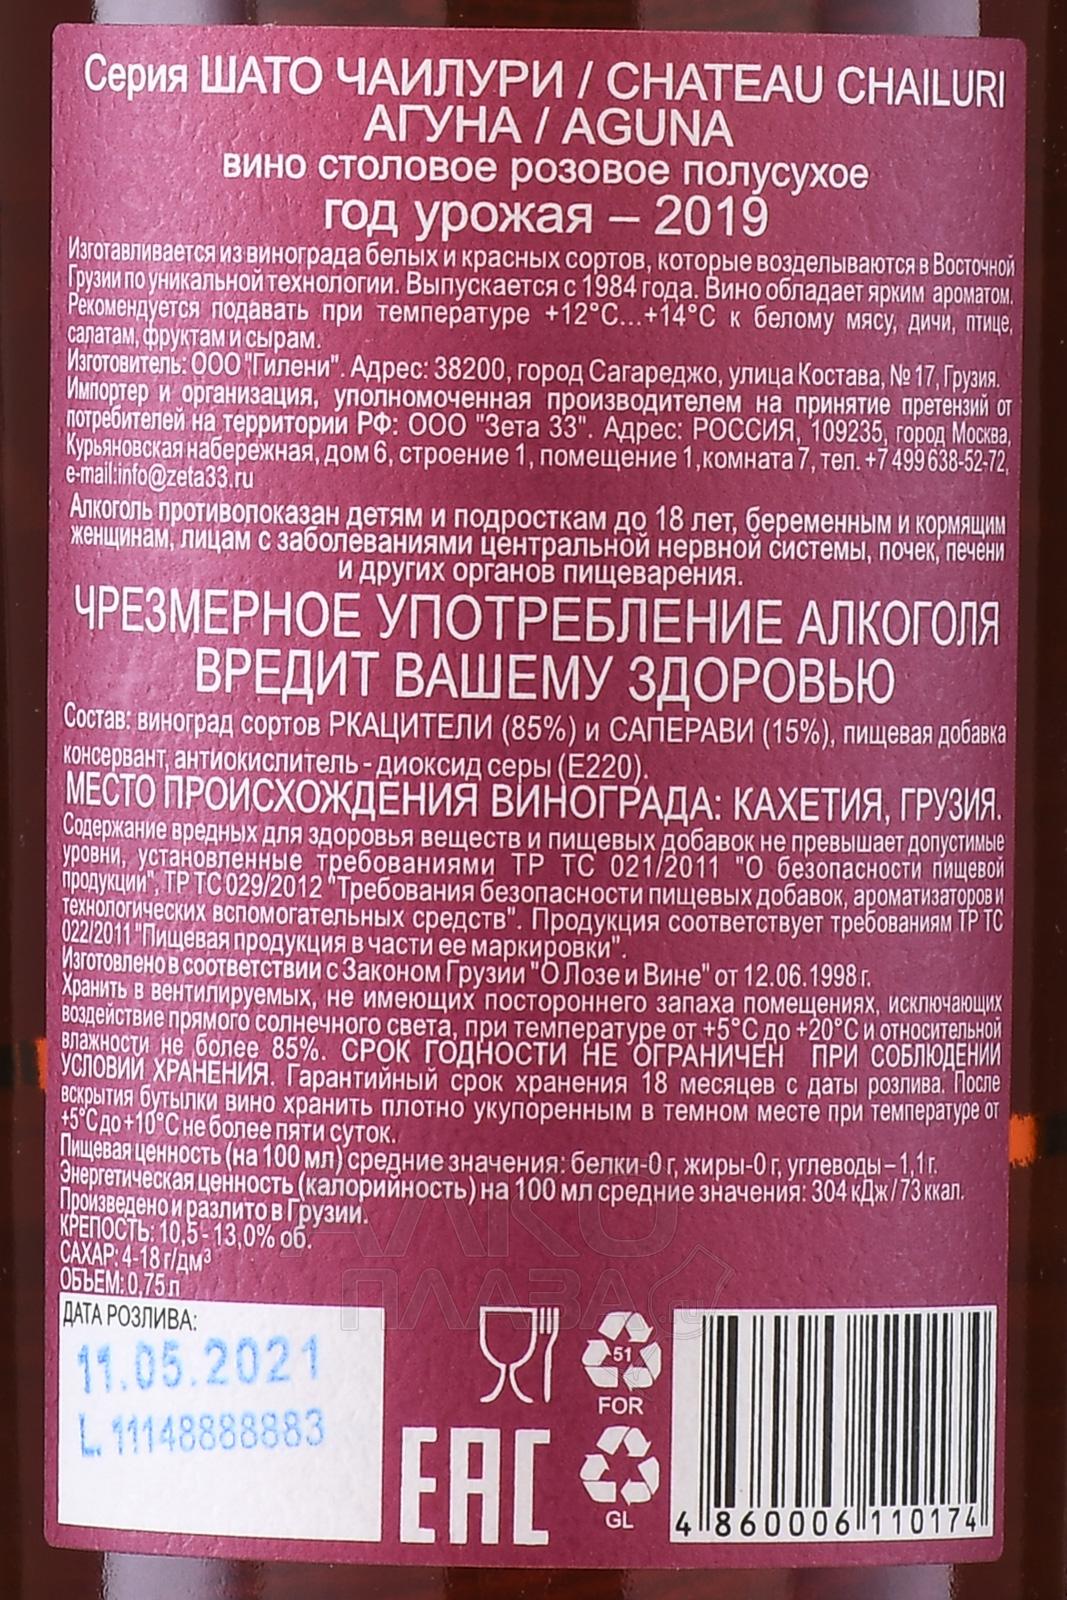 Серия ШАТО ЧАИЛУРИ / CHATEAU CHAILURI
АГУНА / AGUNA
вино столовое розовое полусухое
год урожая – 2019
Изготавливается из винограда белых и красных сортов, которые возделываются в Восточной
Грузии по уникальной технологии. Выпускается с 1984 года. Вино обладает ярким ароматом.
Рекомендуется подавать при температуре +12°С...+14°С к белому мясу, дичи, птице,
салатам, фруктам и сырам.
Изготовитель: ООО "Гилени". Адрес: 38200, город Сагареджо, улица Костава, № 17, Грузия.
Импортер и организация, уполномоченная производителем на принятие претензий от
потребителей на территории РФ: ООО "Зета 33". Адрес: РОССИЯ, 109235, город Москва,
Курьяновская набережная, дом 6, строение 1, помещение 1,комната 7, тел. +7 499 638-52-72,
e-mail:info@zeta33.ru
Алкоголь противопоказан детям и подросткам до 18 лет, беременным и кормящим
женщинам, лицам с заболеваниями центральной нервной системы, почек, печени
и других органов пищеварения.
ЧРЕЗМЕРНОЕ УПОТРЕБЛЕНИЕ АЛКОГОЛЯ
ВРЕДИТ ВАШЕМУ ЗДОРОВЬЮ
Состав: виноград сортов РКАЦИТЕЛИ (85%) и САПЕРАВИ (15%), пищевая добавка
консервант, антиокислитель - диоксид серы (Е220).
МЕСТО ПРОИСХОЖДЕНИЯ ВИНОГРАДА: КАХЕТИЯ, ГРУЗИЯ.
Содержание вредных для здоровья веществ и пищевых добавок не превышает допустимые
уровни, установленные требованиями ТР ТС 021/2011 "О безопасности пищевой
продукции", ТР ТС 029/2012 "Требования безопасности пищевых добавок, ароматизаторов и
технологических вспомогательных средств". Продукция соответствует требованиям ТР ТС
022/2011 "Пищевая продукция в части ее маркировки".
Изготовлено в соответствии с Законом Грузии "О Лозе и Вине" от 12.06.1998 г.
Хранить в вентилируемых, не имеющих постороннего запаха помещениях, исключающих
воздействие прямого солнечного света, при температуре от +5°С до +20°С и относительной
влажности не более 85%. СРОК ГОДНОСТИ НЕ ОГРАНИЧЕН ПРИ СОБЛЮДЕНИИ
УСЛОВИЙ ХРАНЕНИЯ. Гарантийный срок хранения 18 месяцев с даты розлива. После
вскрытия бутылки вино хранить плотно укупоренным в темном месте при температуре от
+5°С до +10°С не более пяти суток.
Пищевая ценность (на 100 мл) средние значения: белки-0 г, жиры-0 г, углеводы – 1,1 г.
Энергетическая ценность (калорийность) на 100 мл средние значения: 304 кДж / 73 ккал.
Произведено и разлито в Грузии.
КРЕПОСТЬ: 10,5 - 13,0% об.
САХАР: 4-18 г/дм³
ОБЪЕМ: 0,75 л
АЛКО
ПЛАЗА.ru
ДАТА РОЗЛИВА:
11.05.2021
L 11148888883
51
FOR
GL
EAC
4 860006 110174